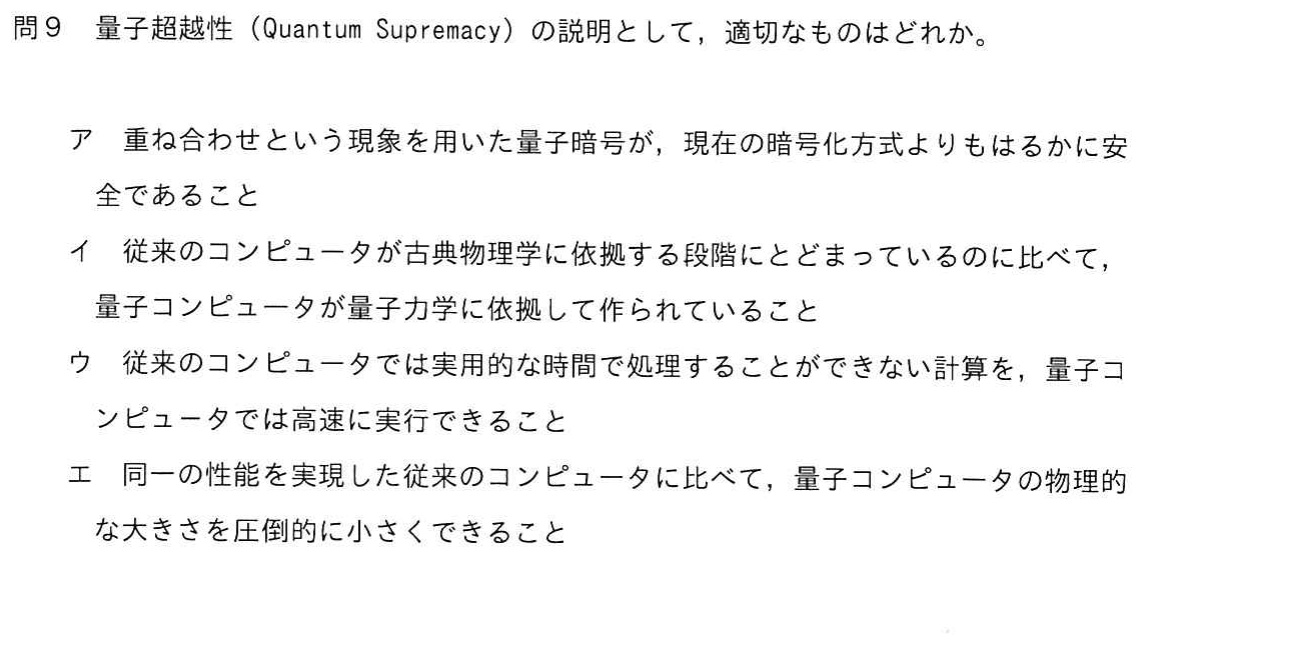 問9　量子超越性（Quantum Supremacy）の説明として，適切なものはどれか。
ア　重ね合わせという現象を用いた量子暗号が，現在の暗号化方式よりもはるかに安
全であること
イ　従来のコンピュータが古典物理学に依拠する段階にとどまっているのに比べて，
量子コンピュータが量子力学に依拠して作られていること
ウ　従来のコンピュータでは実用的な時間で処理することができない計算を，量子コ
ンピュータでは高速に実行できること
エ　同一の性能を実現した従来のコンピュータに比べて，量子コンピュータの物理的
な大きさを圧倒的に小さくできること